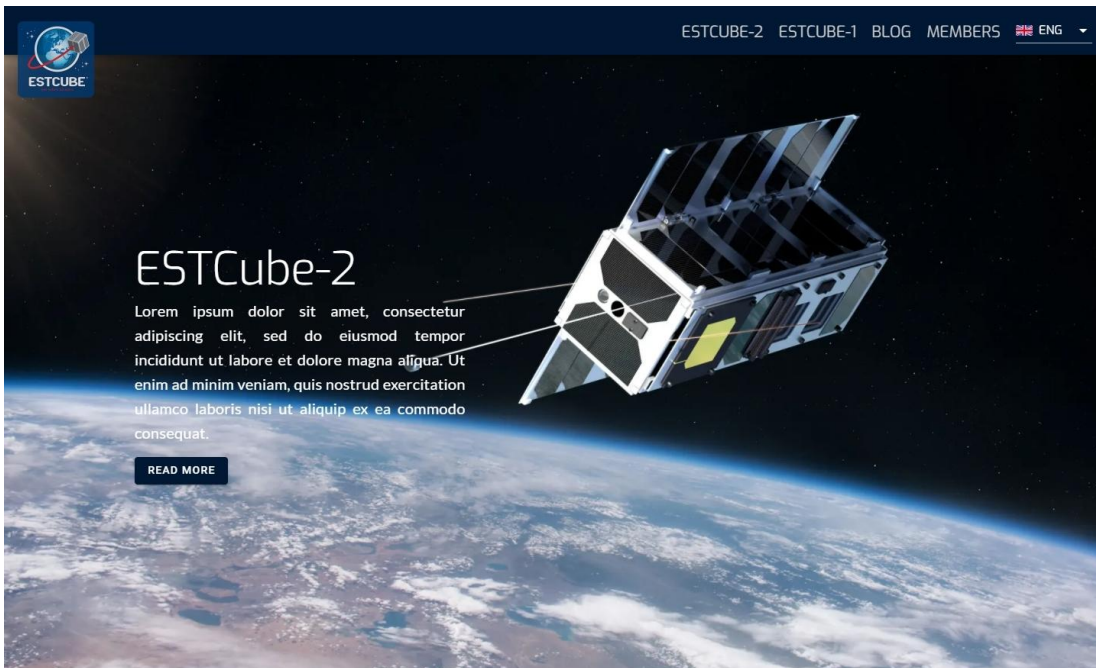 ESTCUBE-2 ESTCUBE-1 BLOG MEMBERS ENG
ESTCUBE
ESTCube-2
Lorem ipsum dolor sit amet, consectetur
adipiscing elit, sed do eiusmod tempor
incididunt ut labore et dolore magna aliqua. Ut
enim ad minim veniam, quis nostrud exercitation
ullamco laboris nisi ut aliquip ex ea commodo
consequat.
READ MORE